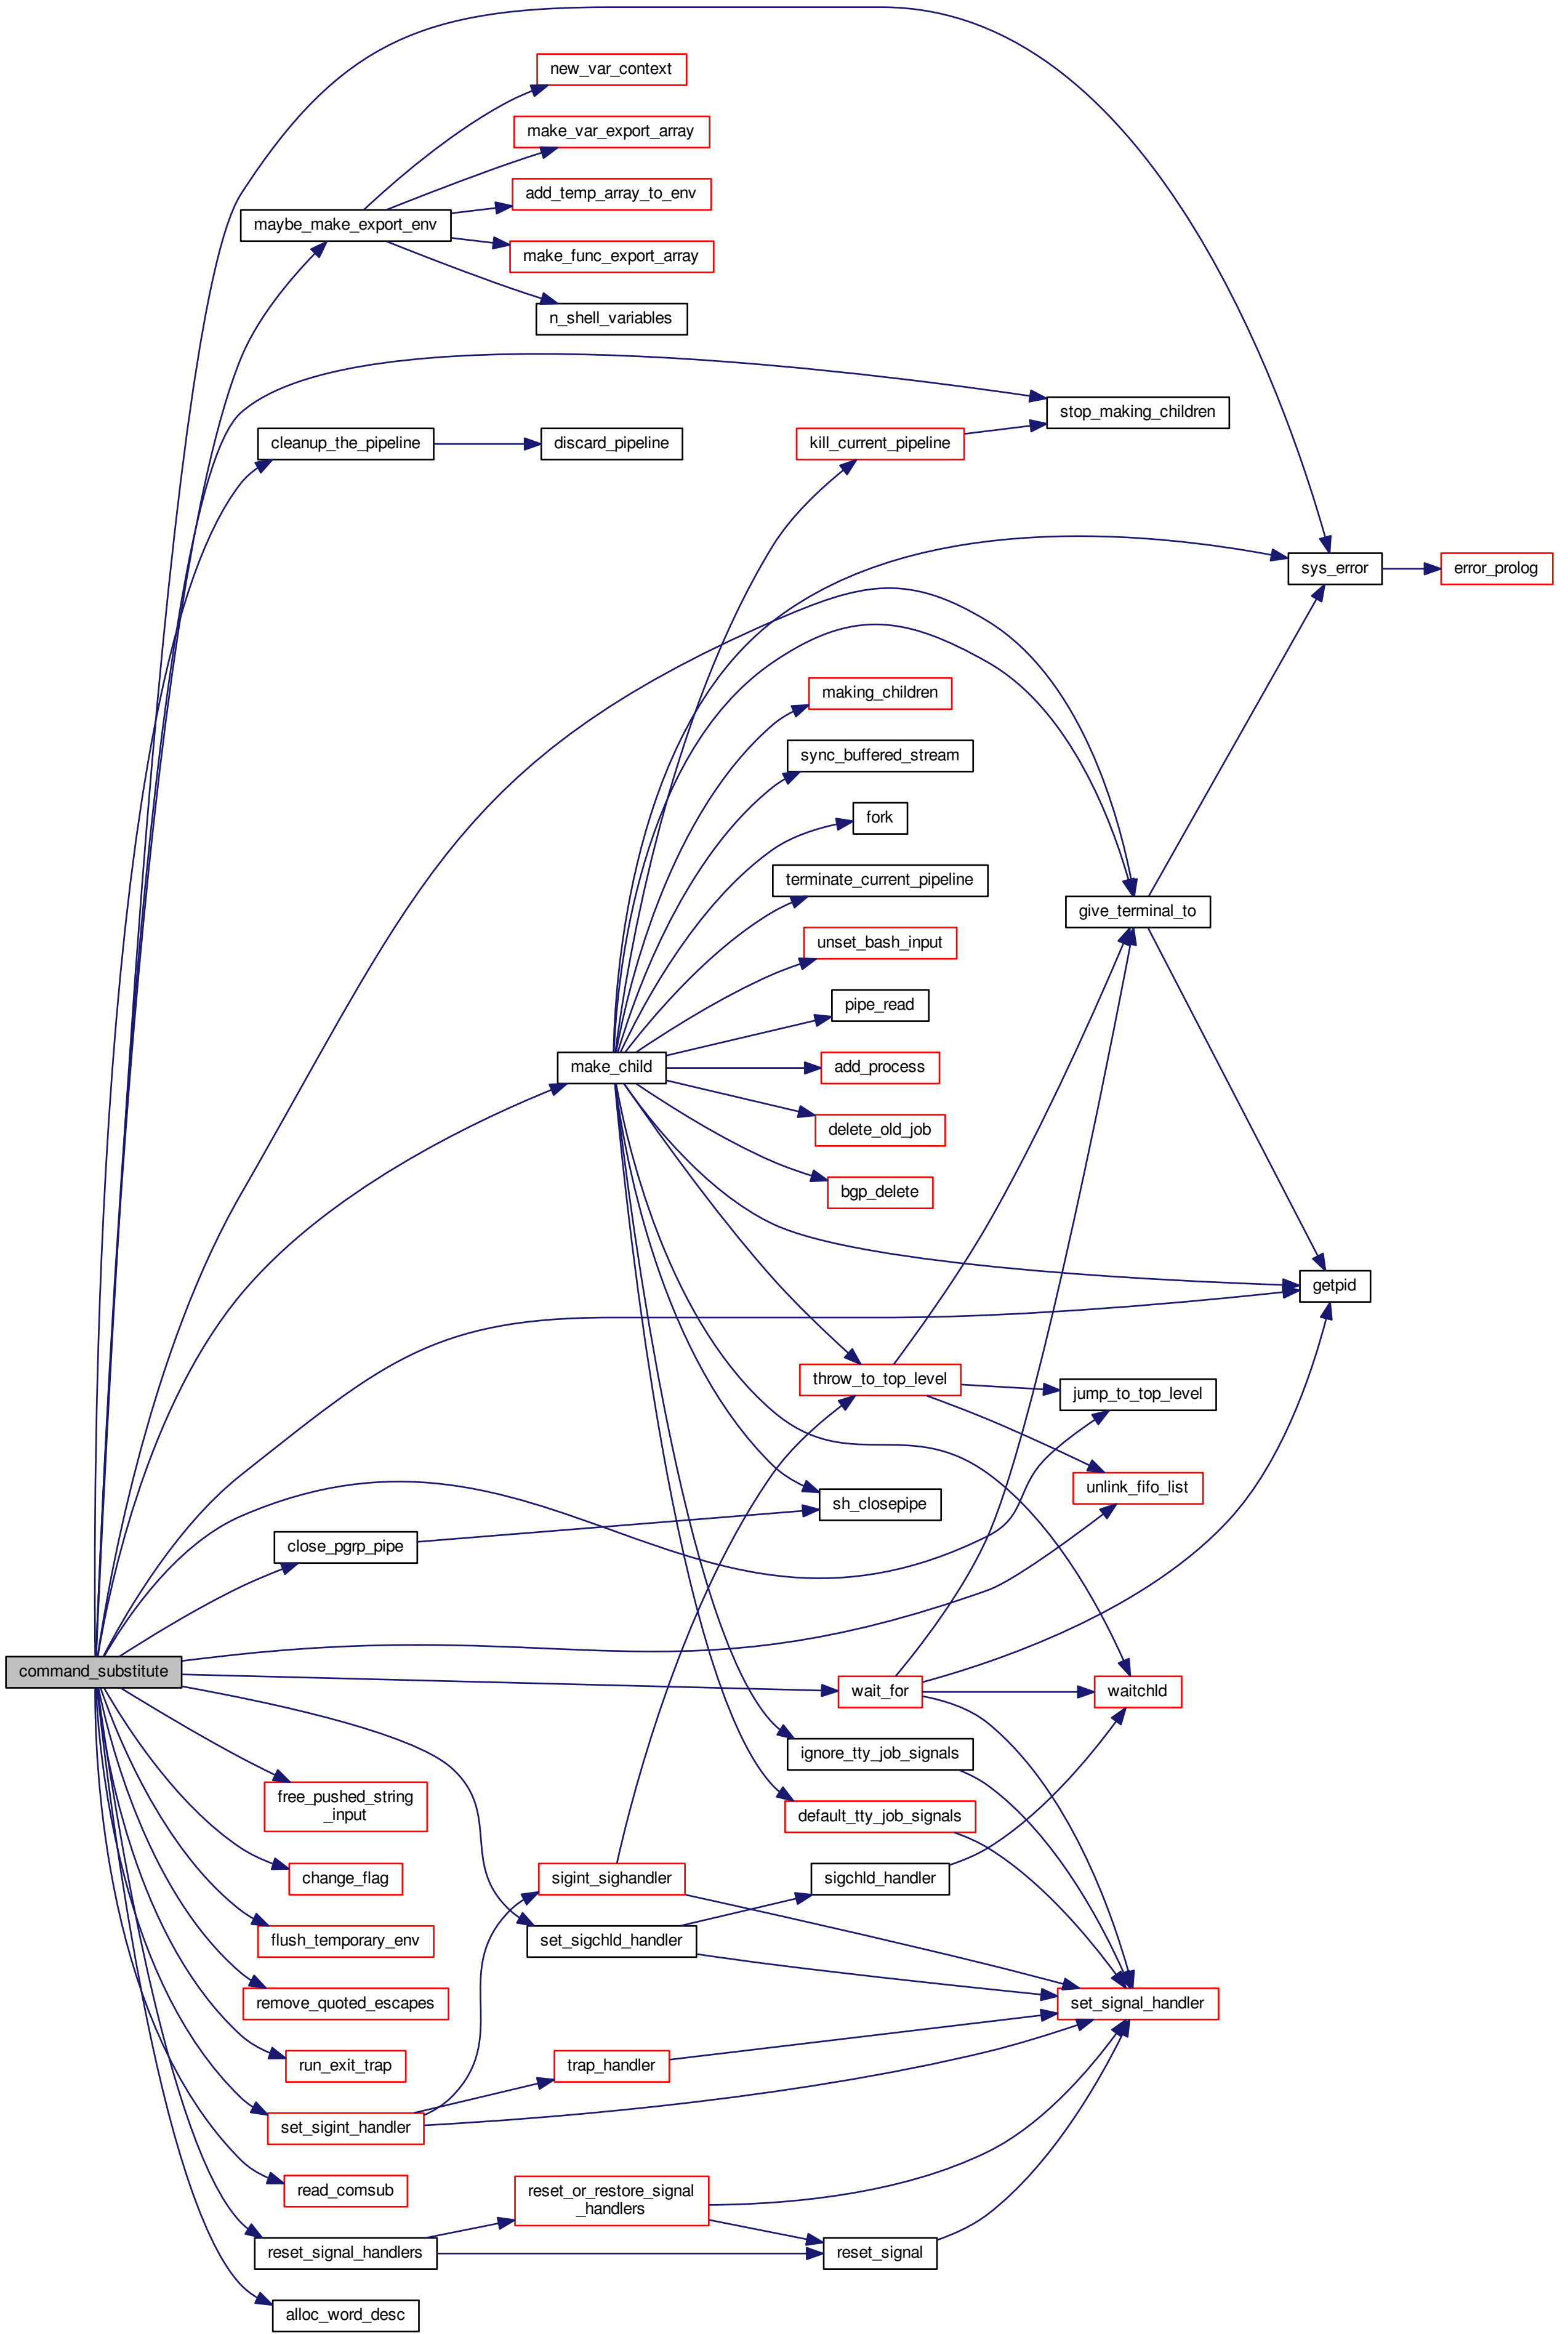 new_var_context
make_var_export_array
add_temp_array_to_env
maybe_make_export_env
make_func_export_array
n_shell_variables
stop_making_children
cleanup_the_pipeline
discard_pipeline
kill_current_pipeline
sys_error
error_prolog
making_children
sync_buffered_stream
fork
terminate_current_pipeline
give_terminal_to
unset_bash_input
pipe_read
make_child
add_process
delete_old_job
bgp_delete
getpid
throw_to_top_level
jump_to_top_level
unlink_fifo_list
sh_closepipe
close_pgrp_pipe
command_substitute
wait_for
waitchld
ignore_tty_job_signals
free_pushed_string
_input
default_tty_job_signals
change_flag
sigint_sighandler
sigchld_handler
flush_temporary_env
set_sigchld_handler
remove_quoted_escapes
set_signal_handler
run_exit_trap
trap_handler
set_sigint_handler
read_comsub
reset_or_restore_signal
_handlers
reset_signal_handlers
reset_signal
alloc_word_desc